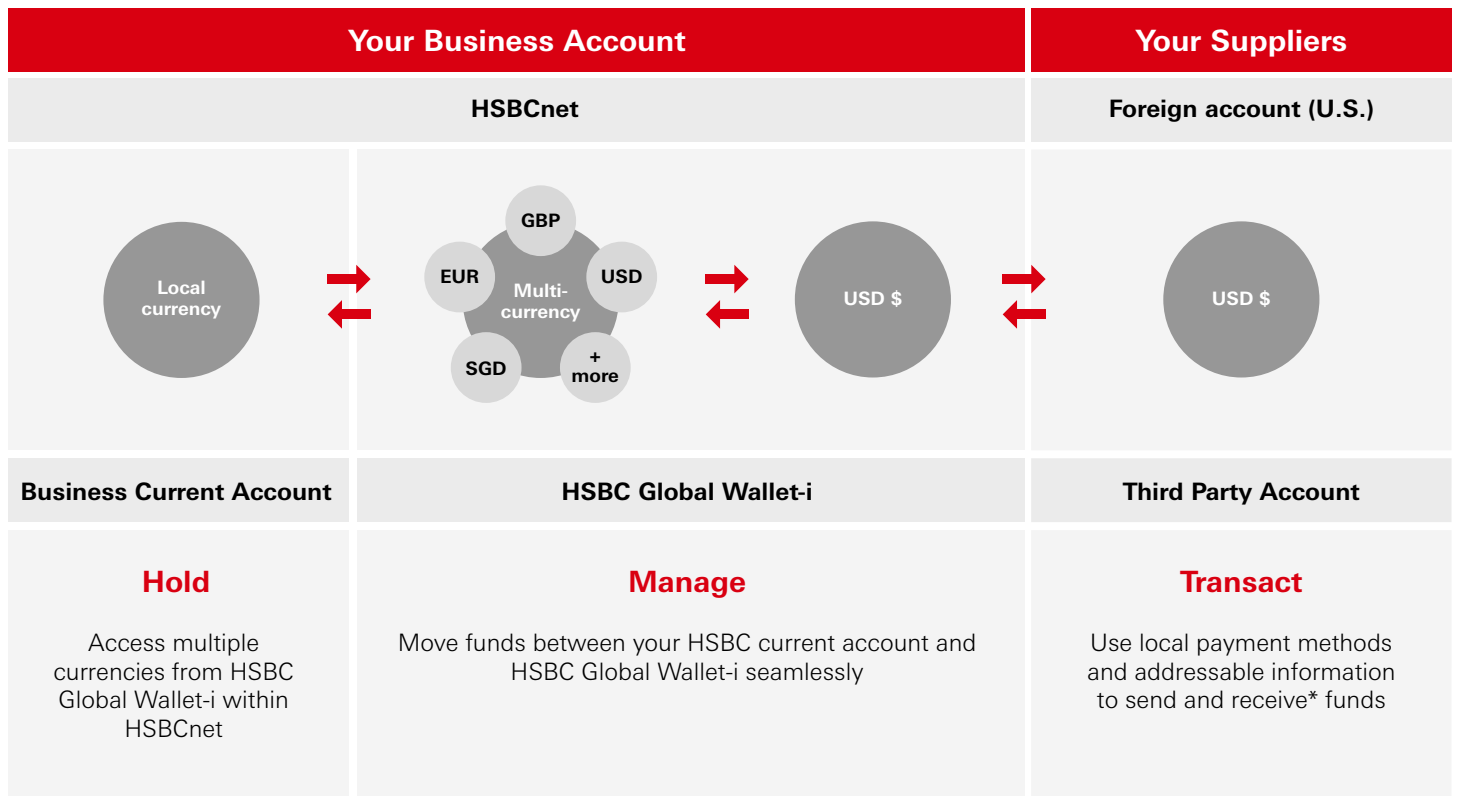 Your Business Account
Your Suppliers
HSBCnet
Foreign account (U.S.)
Local
currency
GBP
EUR
USD
Multi-
currency
SGD
+
more
USD $
USD $
Business Current Account
HSBC Global Wallet-i
Third Party Account
Hold
Access multiple
currencies from HSBC
Global Wallet-i within
HSBCnet
Manage
Move funds between your HSBC current account and
HSBC Global Wallet-i seamlessly
Transact
Use local payment methods
and addressable information
to send and receive* funds